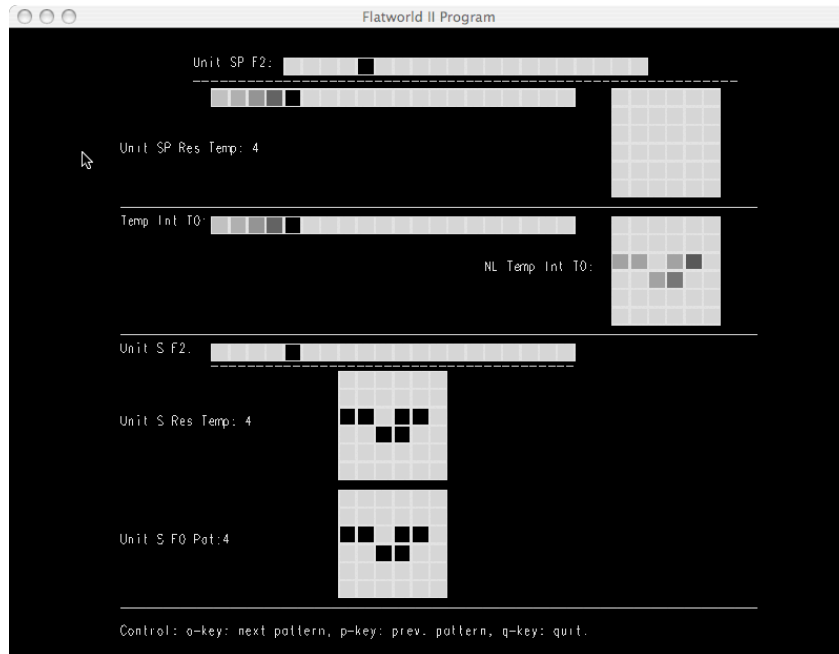 Flatworld II Program
Unit SP F2:
Unit SP Res Temp: 4
Temp Int T0:
NL Temp Int T0:
Unit S F2.
Unit S Res Temp: 4
Unit S F0 Pat:4
Control: o-key: next pattern, p-key: prev. pattern, q-key: quit.